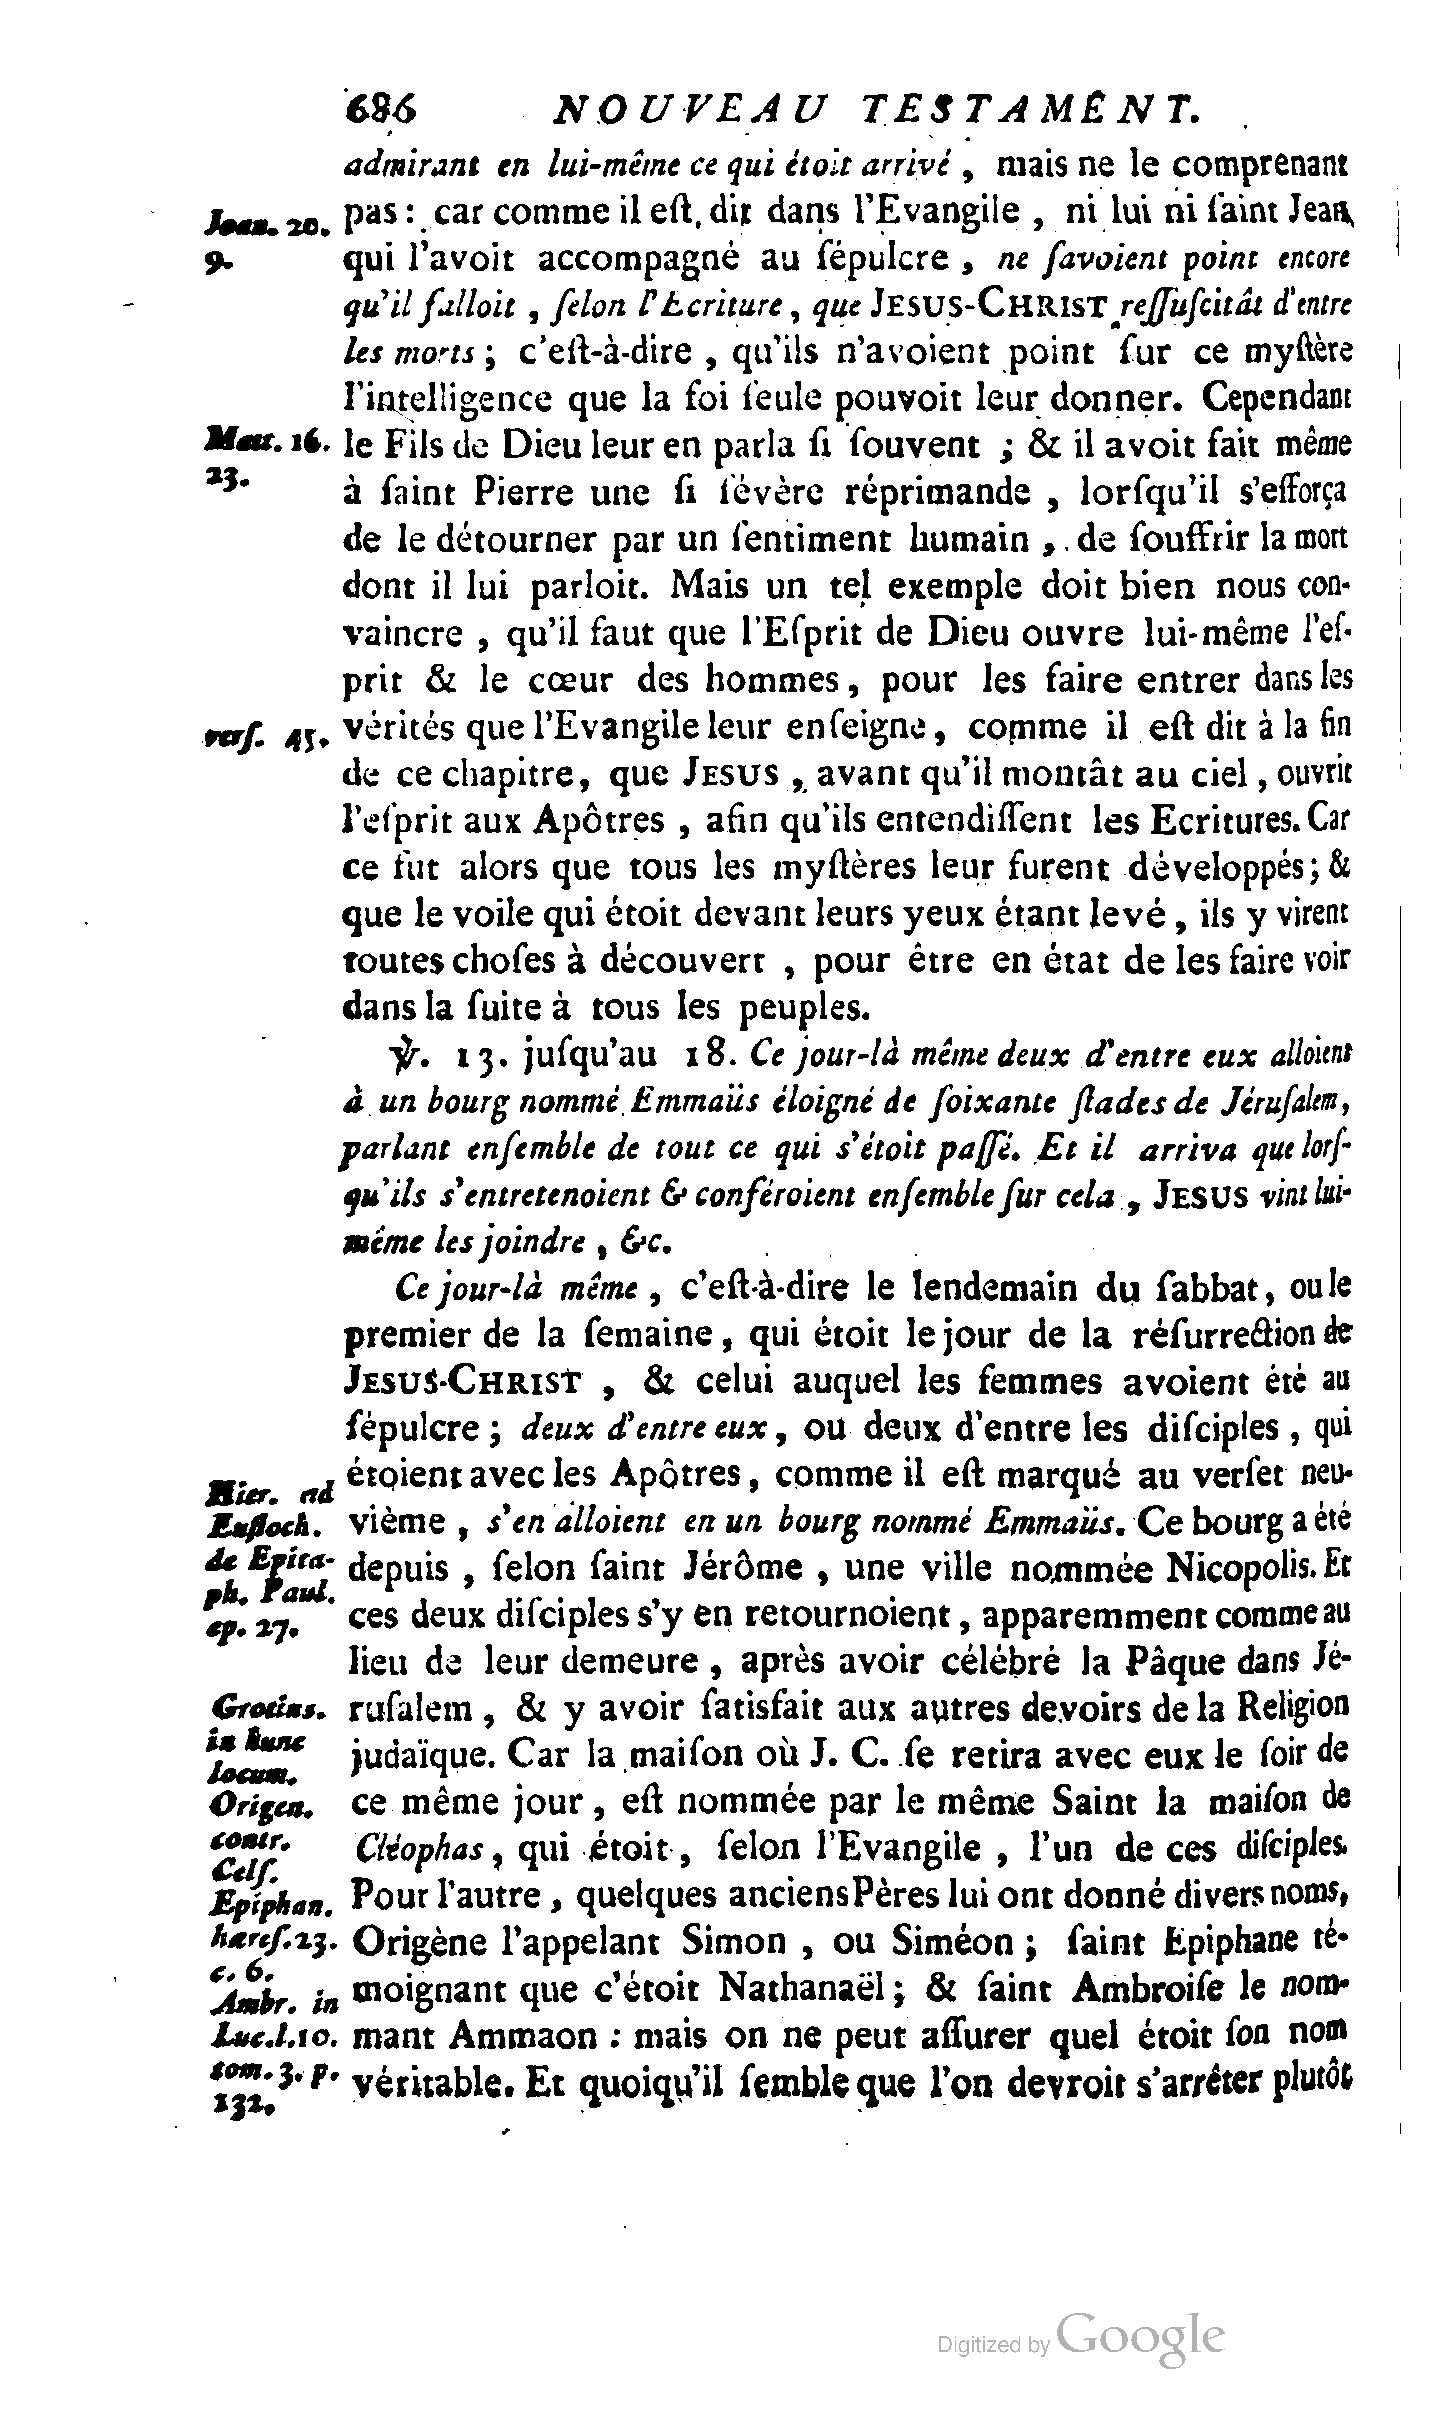 686 NOUVEAU TESTAMENT.
admirant en lui-même ce qui étoit arrivé, mais ne le comprenant
Joan. 20. pas : car comme il eſt dit dans l'Evangile, ni lui ni ſaint Jean,
9. qui l'avoit accompagné au ſépulcre, ne ſavoient point encore
qu'il falloit, ſelon l'Ecriture, que JESUS-CHRIST reſſuſcitât d'entre
les morts ; c'eſt-à-dire, qu'ils n'avoient point ſur ce myſtère
l'intelligence que la foi ſeule pouvoit leur donner. Cependant
Matt. 16. le Fils de Dieu leur en parla ſi ſouvent ; & il avoit fait même
23. à ſaint Pierre une ſi ſévère réprimande, lorſqu'il s'efforça
de le détourner par un ſentiment humain, de ſouffrir la mort
dont il lui parloit. Mais un tel exemple doit bien nous con-
vaincre, qu'il faut que l'Eſprit de Dieu ouvre lui-même l'eſ-
prit & le cœur des hommes, pour les faire entrer dans les
verſ. 45. vérités que l'Evangile leur enſeigne, comme il eſt dit à la fin
de ce chapitre, que JESUS, avant qu'il montât au ciel, ouvrit
l'eſprit aux Apôtres, afin qu'ils entendiſſent les Ecritures. Car
ce fut alors que tous les myſtères leur furent développés ; &
que le voile qui étoit devant leurs yeux étant levé, ils y virent
toutes choſes à découvert, pour être en état de les faire voir
dans la ſuite à tous les peuples.
℣. 13. juſqu'au 18. Ce jour-là même deux d'entre eux alloient
à un bourg nommé Emmaüs éloigné de ſoixante ſtades de Jéruſalem,
parlant enſemble de tout ce qui s'étoit paſſé. Et il arriva que lorſ-
qu'ils s'entretenoient & conféroient enſemble ſur cela, JESUS vint lui-
même les joindre, &c.
Ce jour-là même, c'eſt-à-dire le lendemain du ſabbat, ou le
premier de la ſemaine, qui étoit le jour de la réſurrection de
JESUS-CHRIST, & celui auquel les femmes avoient été au
ſépulcre ; deux d'entre eux, ou deux d'entre les diſciples, qui
Hier. ad étoient avec les Apôtres, comme il eſt marqué au verſet neu-
Euſtoch. vième, s'en alloient en un bourg nommé Emmaüs. Ce bourg a été
de Epita- depuis, ſelon ſaint Jérôme, une ville nommée Nicopolis. Et
ph. Paul.
ep. 27. ces deux diſciples s'y en retournoient, apparemment comme au
lieu de leur demeure, après avoir célébré la Pâque dans Jé-
Grotius. ruſalem, & y avoir ſatisfait aux autres devoirs de la Religion
in hunc judaïque. Car la maiſon où J. C. ſe retira avec eux le ſoir de
locum.
Origen. ce même jour, eſt nommée par le même Saint la maiſon de
contr. Cléophas, qui étoit, ſelon l'Evangile, l'un de ces diſciples.
Celſ.
Epiphan. Pour l'autre, quelques anciens Pères lui ont donné divers noms,
hæreſ. 23. Origène l'appelant Simon, ou Siméon ; ſaint Epiphane té-
c. 6.
Ambr. in moignant que c'étoit Nathanaël ; & ſaint Ambroiſe le nom-
Luc. l. 10. mant Ammaon : mais on ne peut aſſurer quel étoit ſon nom
tom. 3. p. véritable. Et quoiqu'il ſemble que l'on devroit s'arrêter plutôt
132.
Digitized by Google